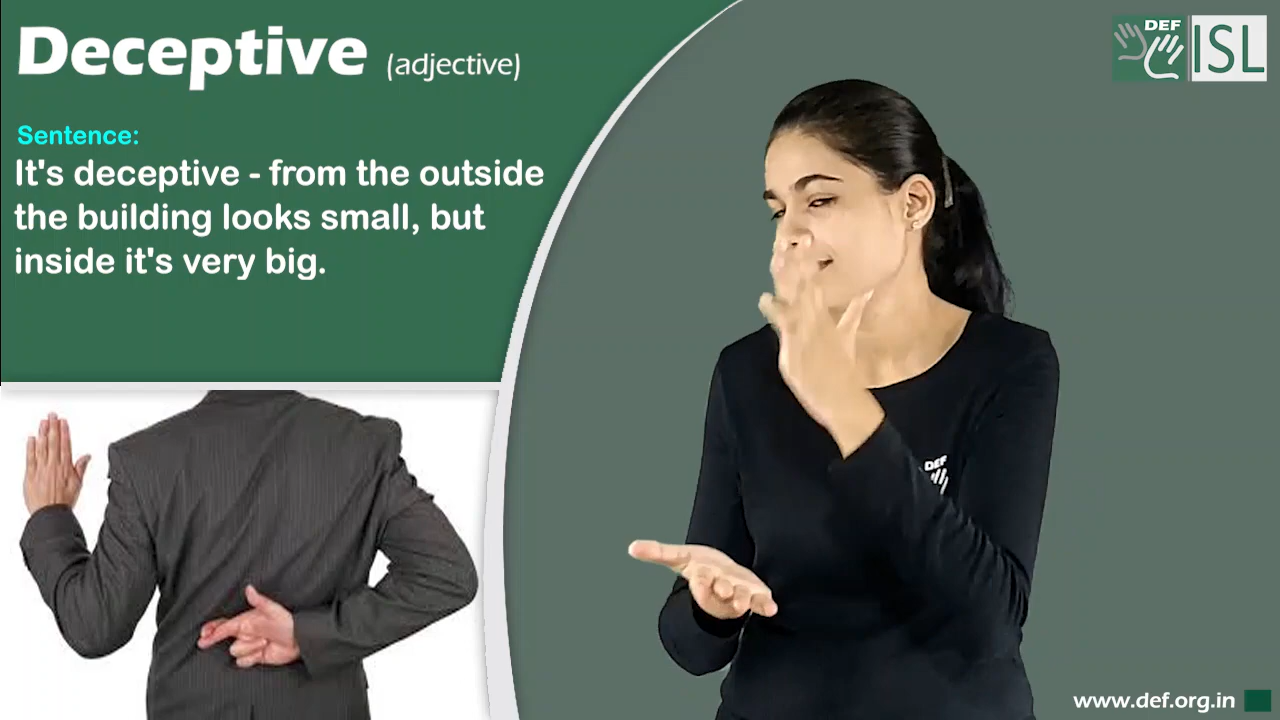 Deceptive (adjective)
DEF
ISL
Sentence:
It's deceptive - from the outside
the building looks small, but
inside it's very big.
DEF
www.def.org.in